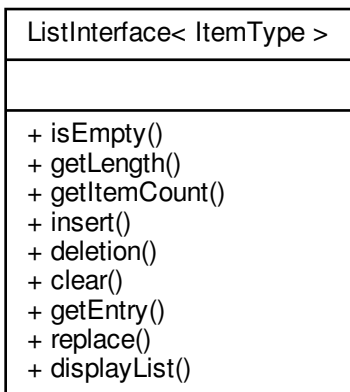 ListInterface< ItemType >
+ isEmpty()
+ getLength()
+ getItemCount()
+ insert()
+ deletion()
+ clear()
+ getEntry()
+ replace()
+ displayList()